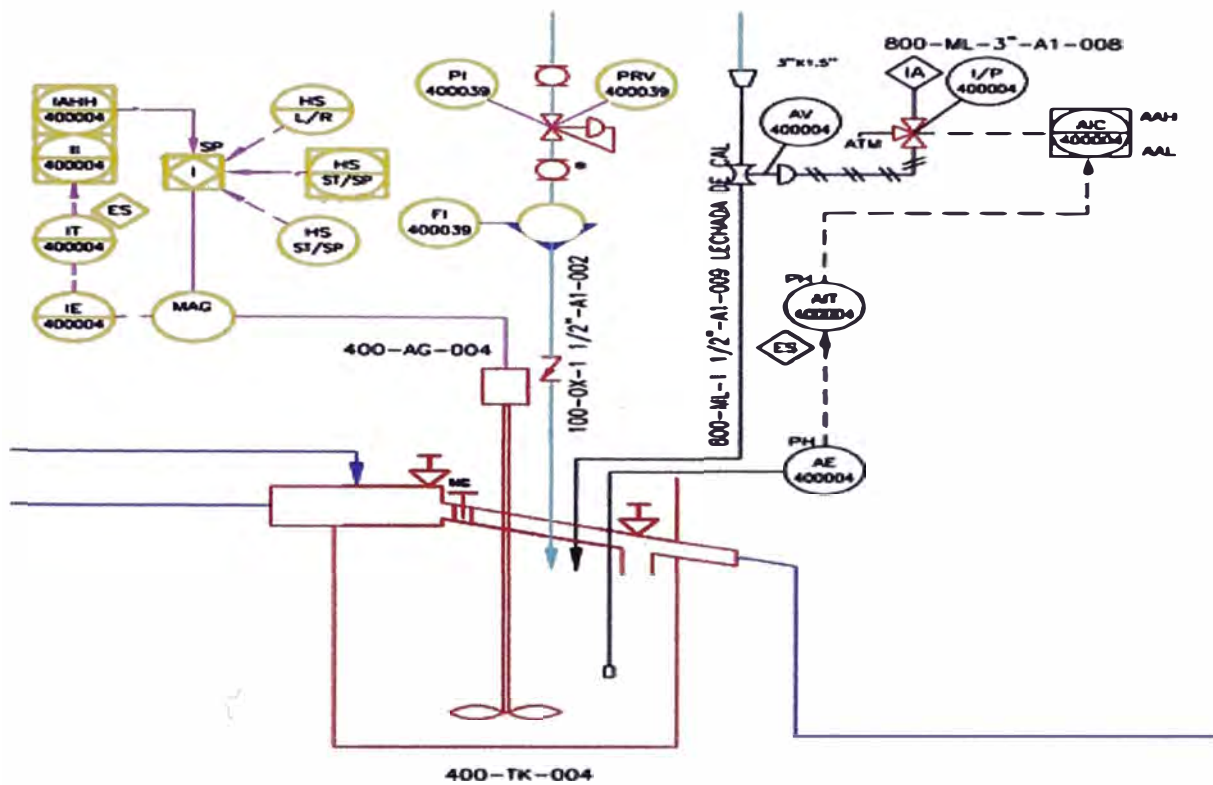 800-ML-3"-A1-008
3"X1.5"
IA
I/P
400004
PI
400039
PRV
400039
IAHH
400004
HS
L/R
AV
400004
ATM
AIC
400004
AAH
AAL
II
400004
SP
I
HS
ST/SP
ES
FI
400039
IT
400004
HS
ST/SP
100-OX-1 1/2"-A1-002
800-ML-1 1/2"-A1-009 LECHADA DE CAL
PH
AIT
400004
IE
400004
MAG
ES
400-AG-004
PH
AE
400004
400-TK-004